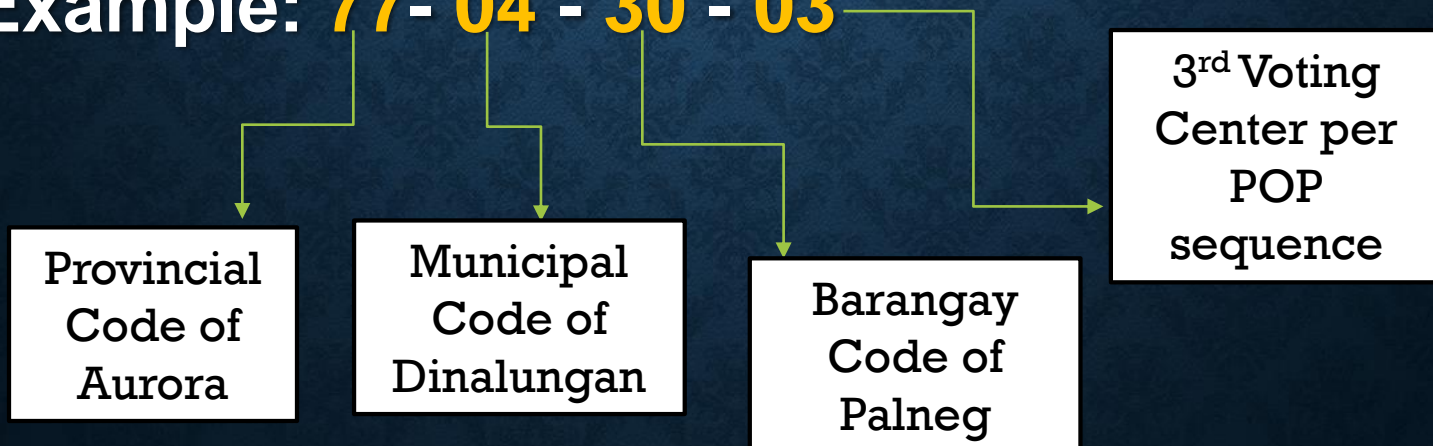 Example: 77- 04 - 30 - 03
3rd Voting
Center per
POP
sequence
Provincial
Code of
Aurora
Municipal
Code of
Dinalungan
Barangay
Code of
Palneg